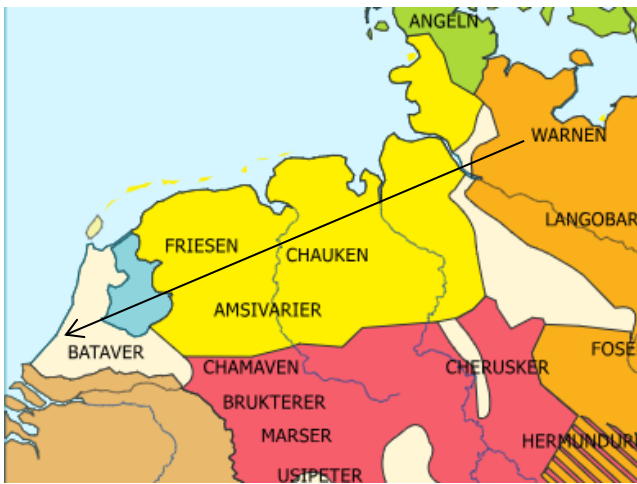 ANGELN
WARNEN
LANGOBAR
FRIESEN
CHAUKEN
AMSIVARIER
BATAVER
CHAMAVEN
CHERUSKER
FOSE
BRUKTERER
MARSER
HERMUNDUR
USIPETER